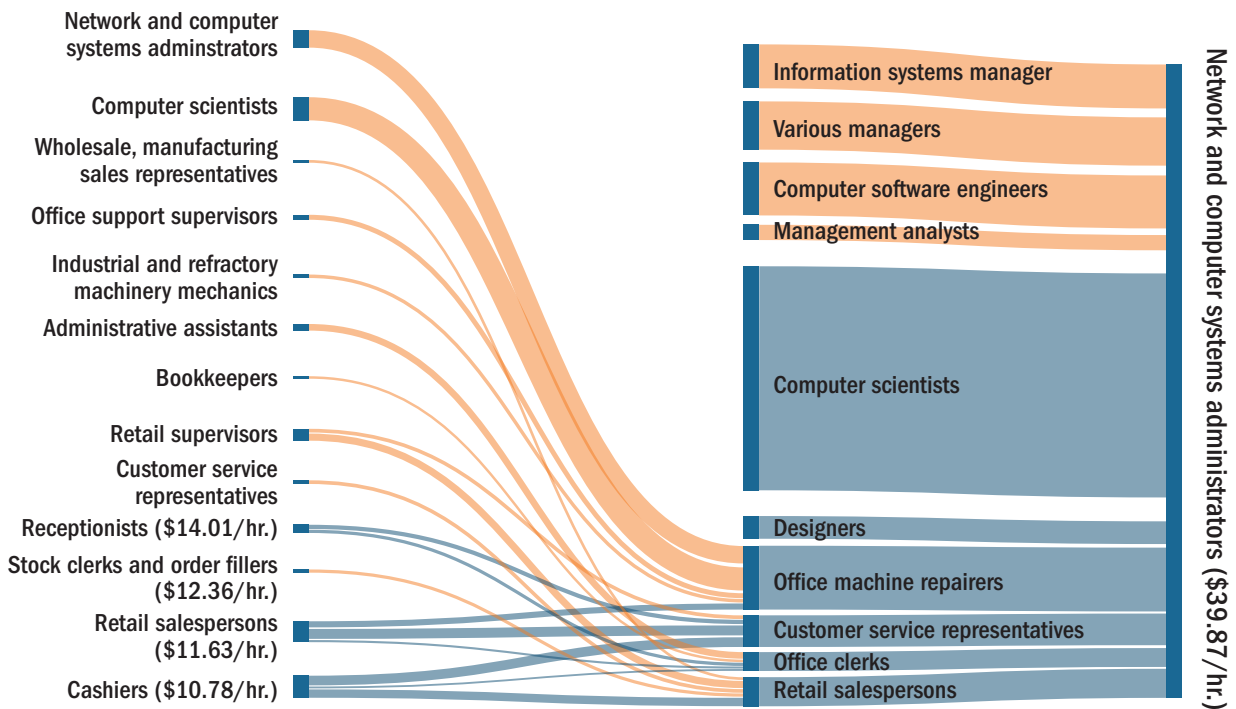 Network and computer
systems adminstrators
Computer scientists
Wholesale, manufacturing
sales representatives
Office support supervisors
Industrial and refractory
machinery mechanics
Administrative assistants
Bookkeepers
Retail supervisors
Customer service
representatives
Receptionists ($14.01/hr.)
Stock clerks and order fillers
($12.36/hr.)
Retail salespersons
($11.63/hr.)
Cashiers ($10.78/hr.)
Information systems manager
Various managers
Computer software engineers
Management analysts
Computer scientists
Designers
Office machine repairers
Customer service representatives
Office clerks
Retail salespersons
Network and computer systems administrators ($39.87/hr.)